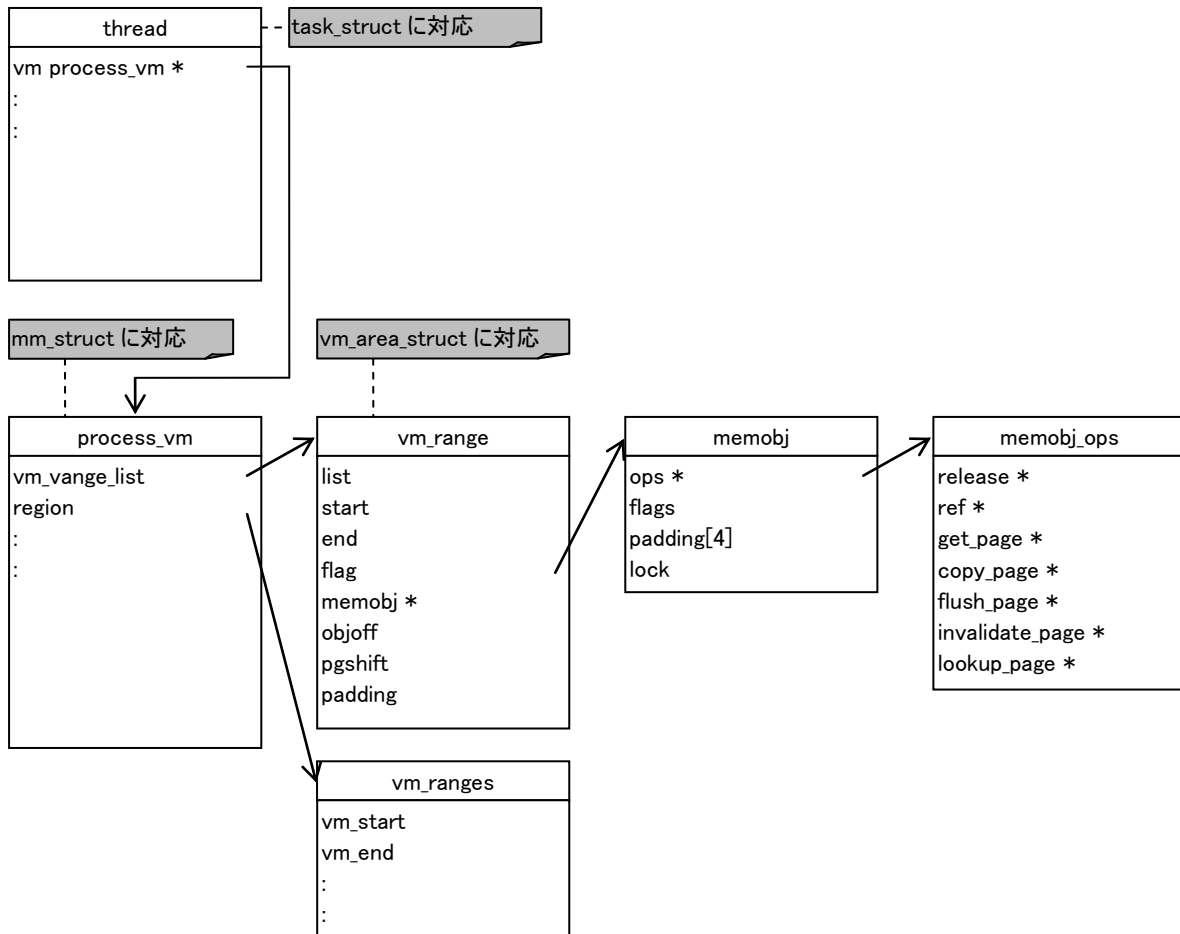 thread
task_struct に対応
vm process_vm *
:
:
mm_struct に対応
vm_area_struct に対応
process_vm
vm_vange_list
region
:
:
vm_range
list
start
end
flag
memobj *
objoff
pgshift
padding
memobj
ops *
flags
padding[4]
lock
memobj_ops
release *
ref *
get_page *
copy_page *
flush_page *
invalidate_page *
lookup_page *
vm_ranges
vm_start
vm_end
:
: